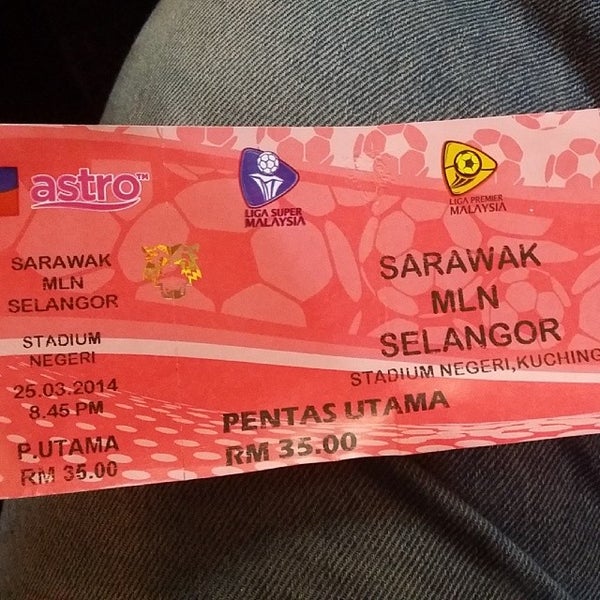 astro™
LIGA SUPER
MALAYSIA
LIGA PREMIER
MALAYSIA
SARAWAK
MLN
SELANGOR
STADIUM
NEGERI
25.03.2014
8.45 PM
P.UTAMA
RM 35.00
SARAWAK
MLN
SELANGOR
STADIUM NEGERI,KUCHING
PENTAS UTAMA
RM 35.00